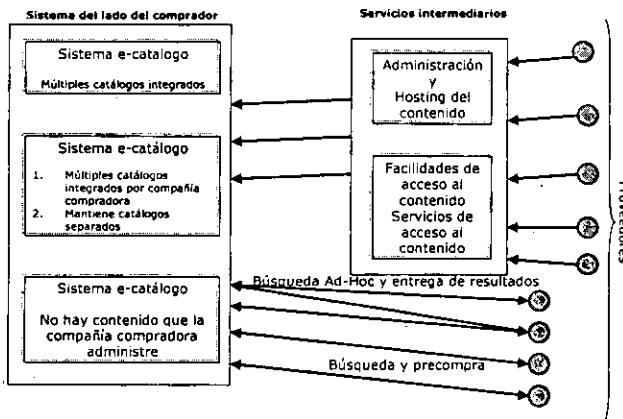 Sistema del lado del comprador
Servicios intermediarios
Sistema e-catalogo
Múltiples catálogos integrados
Sistema e-catálogo
1. Múltiples catálogos
integrados por compañía
compradora
2. Mantiene catálogos
separados
Sistema e-catálogo
No hay contenido que la
compañía compradora
administre
Administración
y
Hosting del
contenido
Facilidades de
acceso al
contenido
Servicios de
acceso al
contenido
Búsqueda Ad-Hoc y entrega de resultados
Búsqueda y precompra
Proveedores